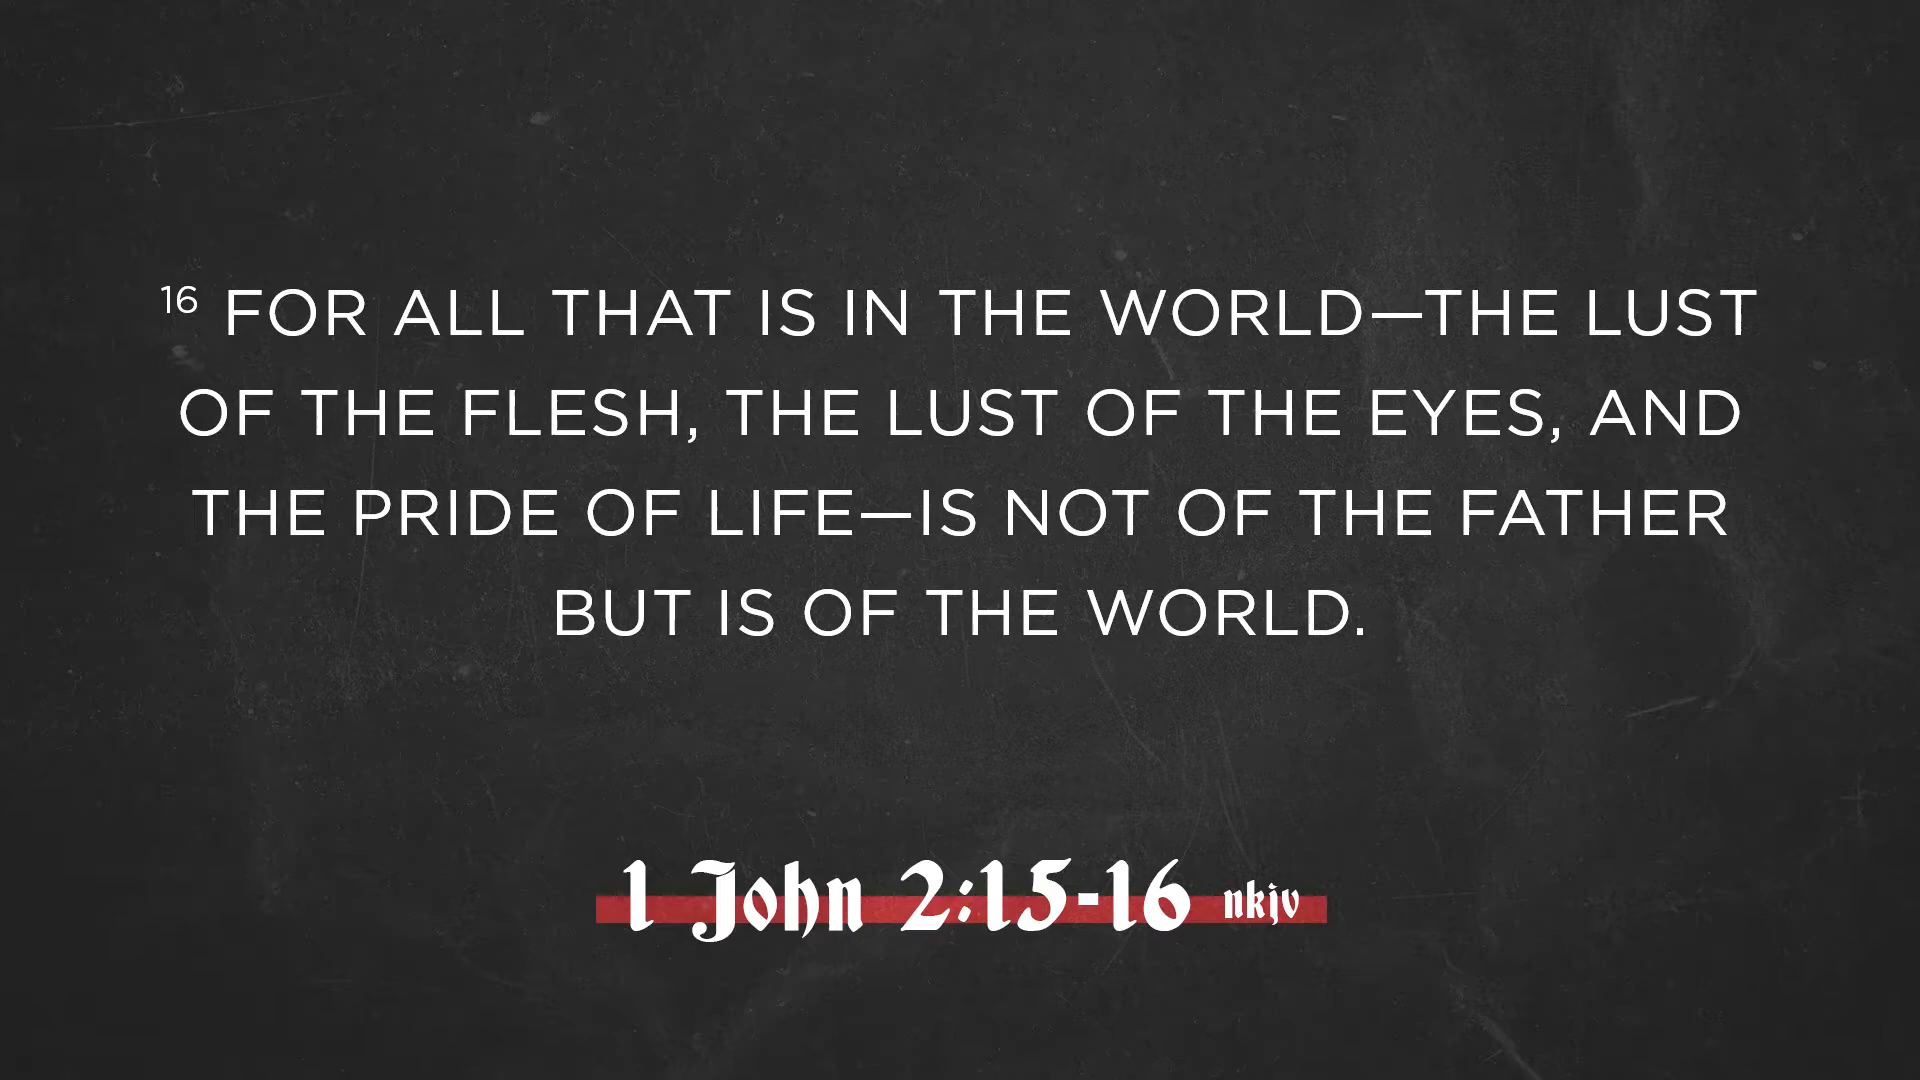 16 FOR ALL THAT IS IN THE WORLD—THE LUST
OF THE FLESH, THE LUST OF THE EYES, AND
THE PRIDE OF LIFE—IS NOT OF THE FATHER
BUT IS OF THE WORLD.
1 John 2:15-16 nkjv